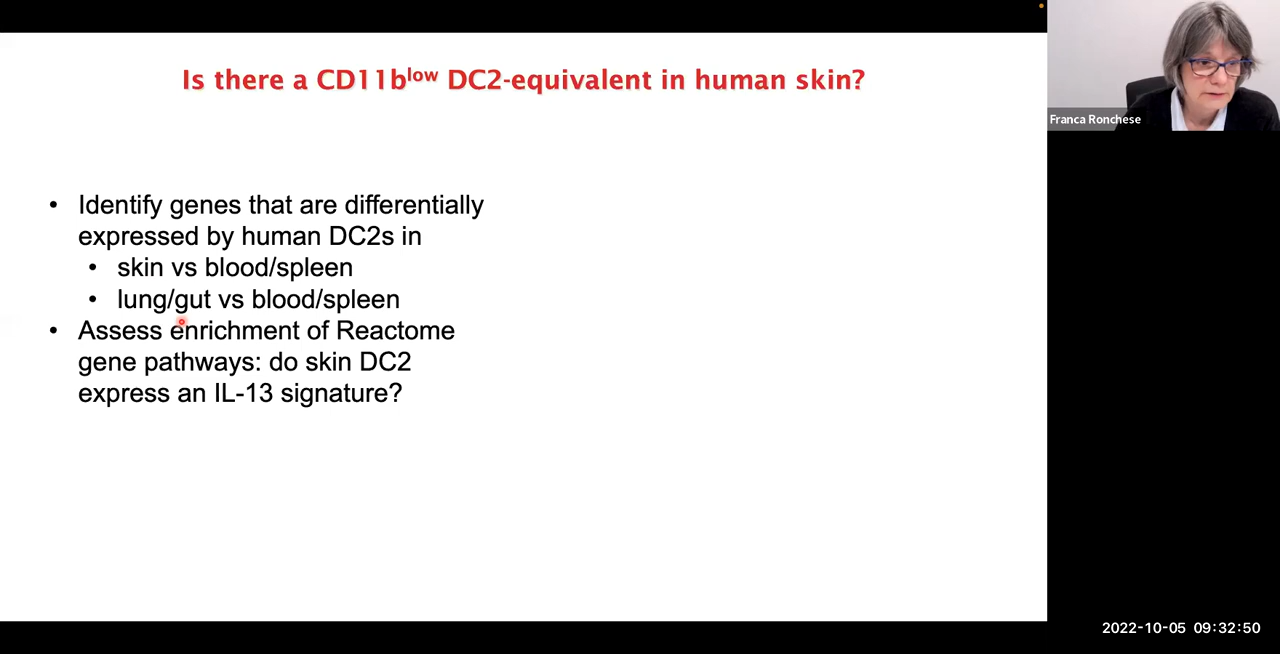 Is there a CD11blow DC2-equivalent in human skin?
Franca Ronchese
• Identify genes that are differentially
expressed by human DC2s in
• skin vs blood/spleen
• lung/gut vs blood/spleen
• Assess enrichment of Reactome
gene pathways: do skin DC2
express an IL-13 signature?
2022-10-05 09:32:50